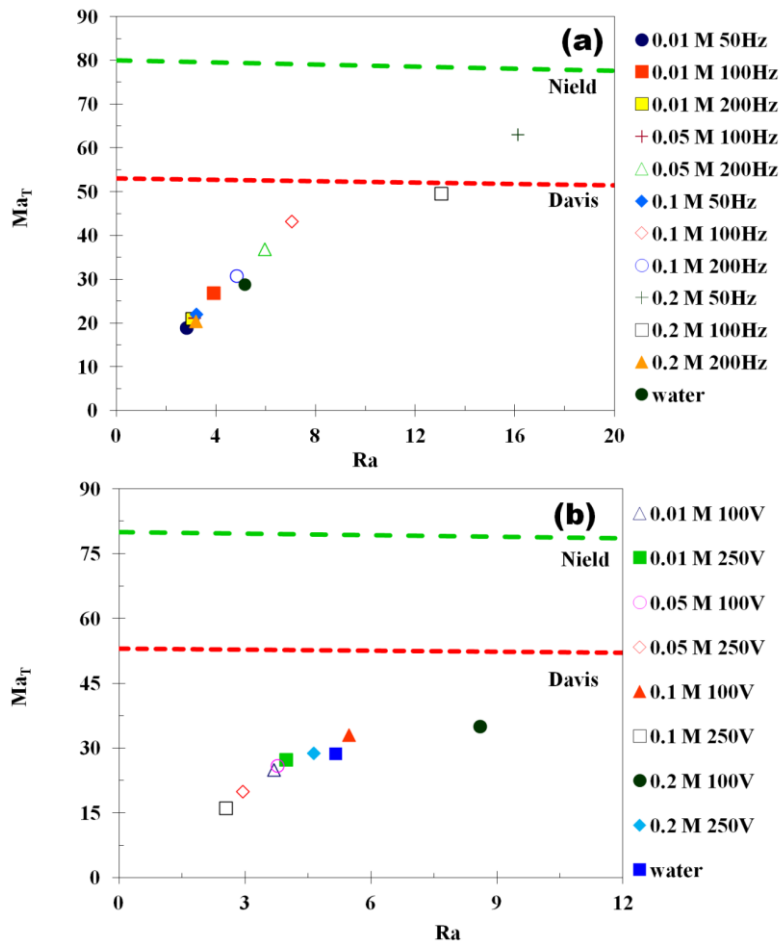 (a)
90
80
70
60
50
40
30
20
10
0
Ma_T
Nield
Davis
0
4
8
12
16
20
Ra
0.01 M 50Hz
0.01 M 100Hz
0.01 M 200Hz
0.05 M 100Hz
0.05 M 200Hz
0.1 M 50Hz
0.1 M 100Hz
0.1 M 200Hz
0.2 M 50Hz
0.2 M 100Hz
0.2 M 200Hz
water
(b)
90
75
60
45
30
15
0
Ma_T
Nield
Davis
0
3
6
9
12
Ra
0.01 M 100V
0.01 M 250V
0.05 M 100V
0.05 M 250V
0.1 M 100V
0.1 M 250V
0.2 M 100V
0.2 M 250V
water